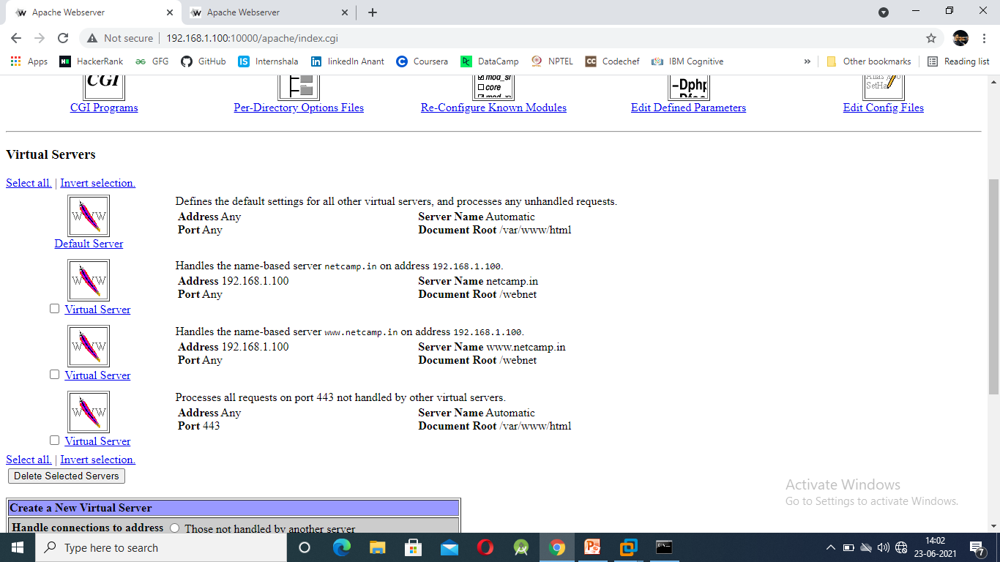 Apache Webserver
Apache Webserver
Not secure | 192.168.1.100:10000/apache/index.cgi
Apps HackerRank GFG GitHub Internshala linkedIn Anant Coursera DataCamp NPTEL Codechef IBM Cognitive » Other bookmarks Reading list
CGI
core
-Dphp
SetHa
CGI Programs Per-Directory Options Files Re-Configure Known Modules Edit Defined Parameters Edit Config Files
Virtual Servers
Select all. | Invert selection.
WWW
Default Server
Defines the default settings for all other virtual servers, and processes any unhandled requests.
Address Any Server Name Automatic
Port Any Document Root /var/www/html
WWW
Virtual Server
Handles the name-based server netcamp.in on address 192.168.1.100.
Address 192.168.1.100 Server Name netcamp.in
Port Any Document Root /webnet
WWW
Virtual Server
Handles the name-based server www.netcamp.in on address 192.168.1.100.
Address 192.168.1.100 Server Name www.netcamp.in
Port Any Document Root /webnet
WWW
Virtual Server
Processes all requests on port 443 not handled by other virtual servers.
Address Any Server Name Automatic
Port 443 Document Root /var/www/html
Select all. | Invert selection.
Delete Selected Servers
Create a New Virtual Server
Handle connections to address Those not handled by another server
Activate Windows
Go to Settings to activate Windows.
Type here to search
14:02
23-06-2021
7